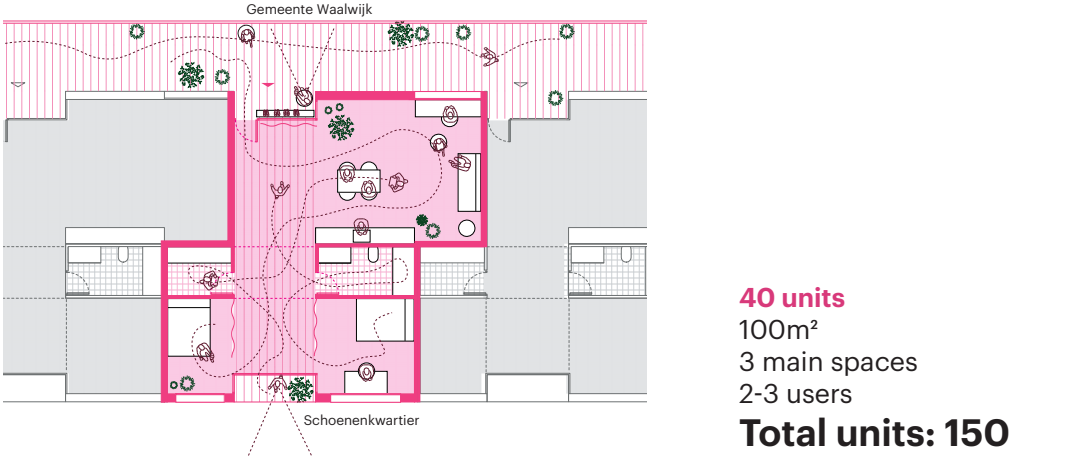 Gemeente Waalwijk
Schoenenkwartier
40 units
100m²
3 main spaces
2-3 users
Total units: 150